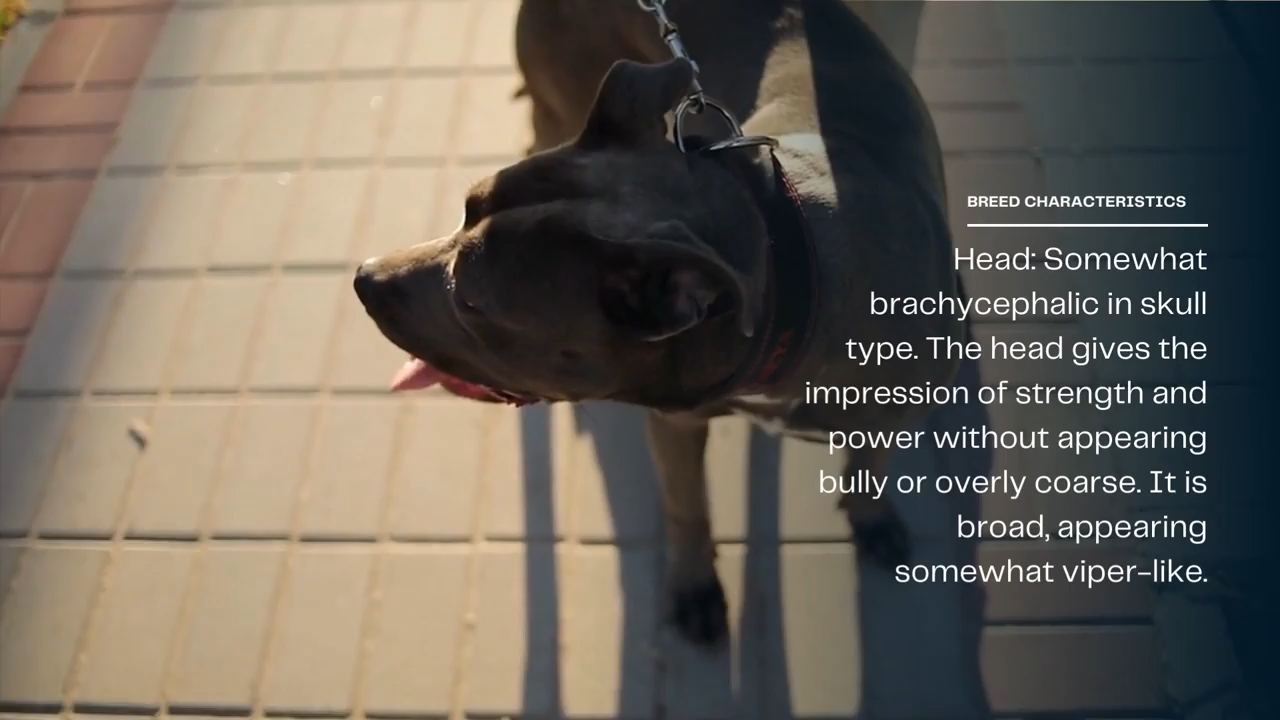 BREED CHARACTERISTICS
Head: Somewhat
brachycephalic in skull
type. The head gives the
impression of strength and
power without appearing
bully or overly coarse. It is
broad, appearing
somewhat viper-like.